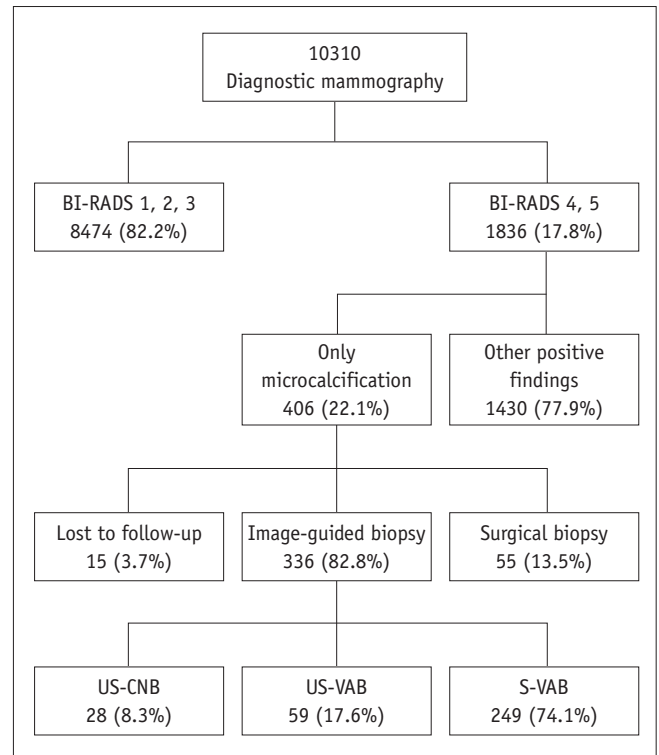 10310
Diagnostic mammography
BI-RADS 1, 2, 3
8474 (82.2%)
BI-RADS 4, 5
1836 (17.8%)
Only
microcalcification
406 (22.1%)
Other positive
findings
1430 (77.9%)
Lost to follow-up
15 (3.7%)
Image-guided biopsy
336 (82.8%)
Surgical biopsy
55 (13.5%)
US-CNB
28 (8.3%)
US-VAB
59 (17.6%)
S-VAB
249 (74.1%)